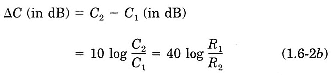 ΔC (in dB) = C₂ − C₁ (in dB)
= 10 log C₂/C₁ = 40 log R₁/R₂ (1.6-2b)